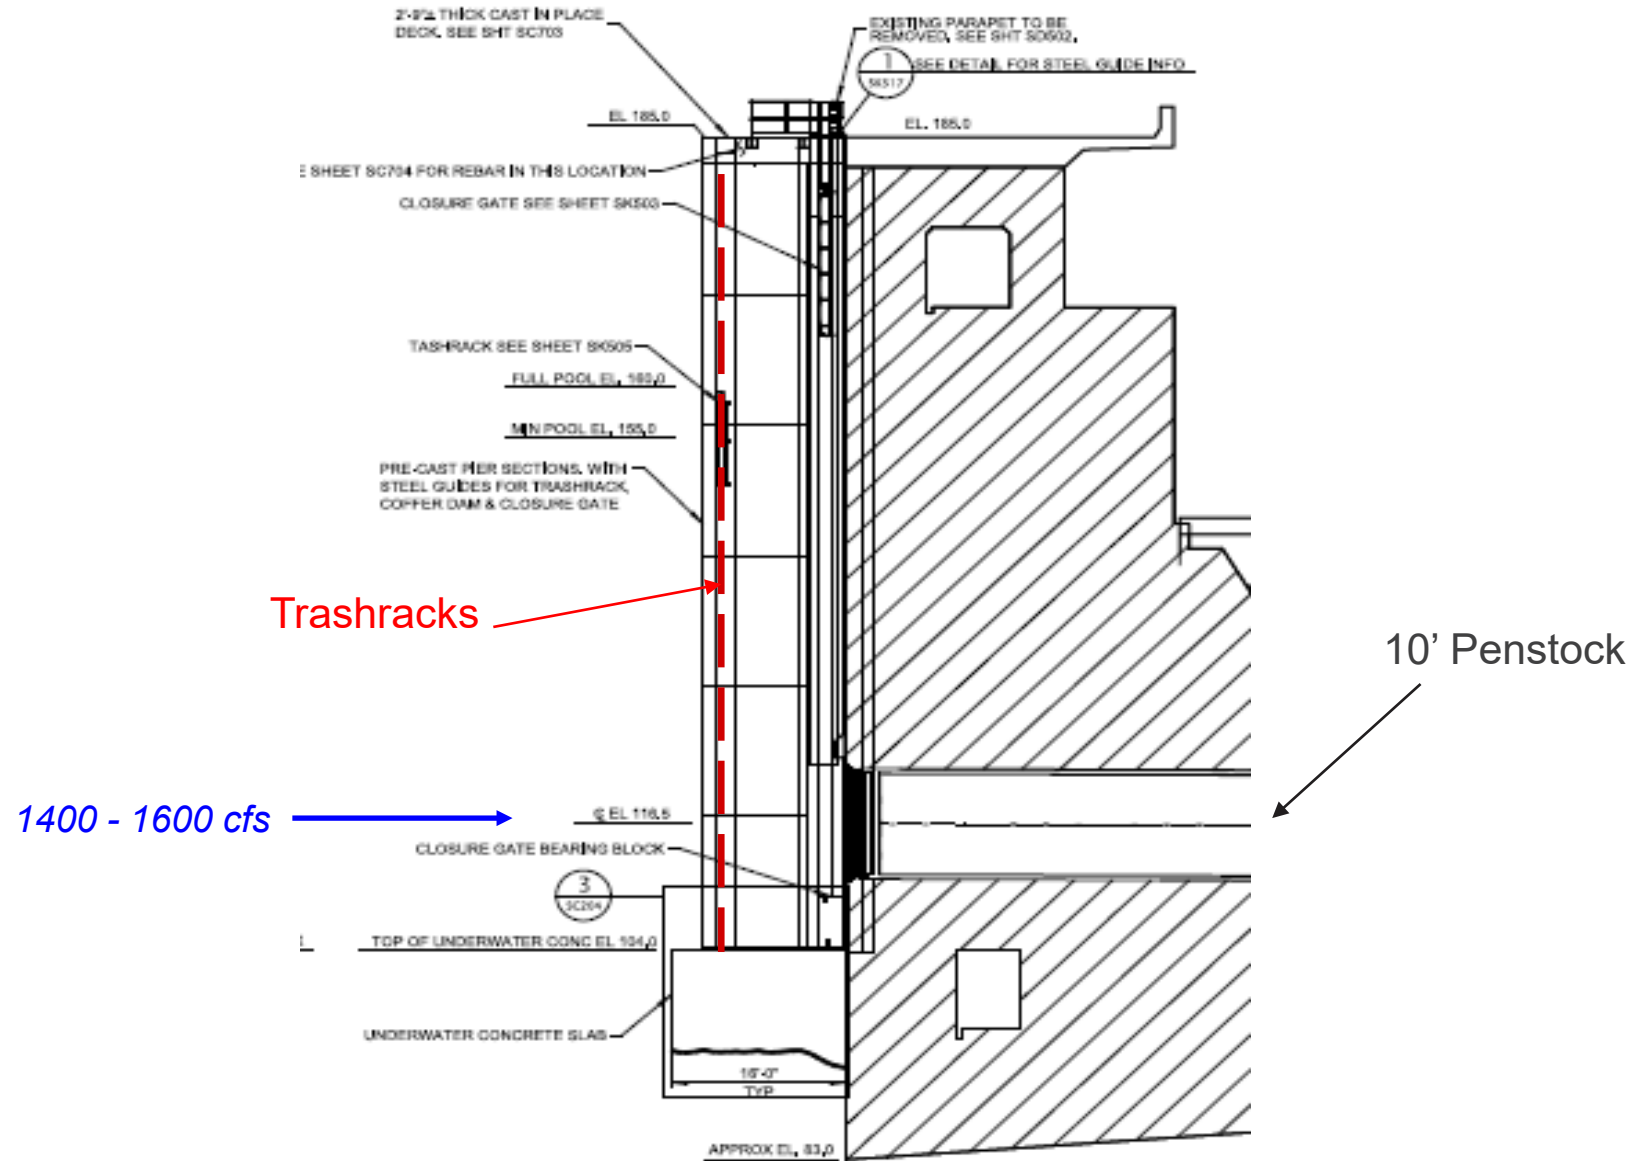 2'-9"± THICK CAST IN PLACE
DECK. SEE SHT SC703
EXISTING PARAPET TO BE
REMOVED, SEE SHT SD502.
1
SK517
SEE DETAIL FOR STEEL GUIDE INFO
EL 185.0
EL. 185.0
E SHEET SC704 FOR REBAR IN THIS LOCATION
CLOSURE GATE SEE SHEET SK503
TASHRACK SEE SHEET SK505
FULL POOL EL. 160.0
MIN POOL EL. 155.0
PRE-CAST PIER SECTIONS. WITH
STEEL GUIDES FOR TRASHRACK,
COFFER DAM & CLOSURE GATE
Trashracks
10' Penstock
1400 - 1600 cfs
℄ EL 116.5
CLOSURE GATE BEARING BLOCK
3
SC204
TOP OF UNDERWATER CONC EL 104.0
UNDERWATER CONCRETE SLAB
16'-0"
TYP
APPROX EL. 83.0